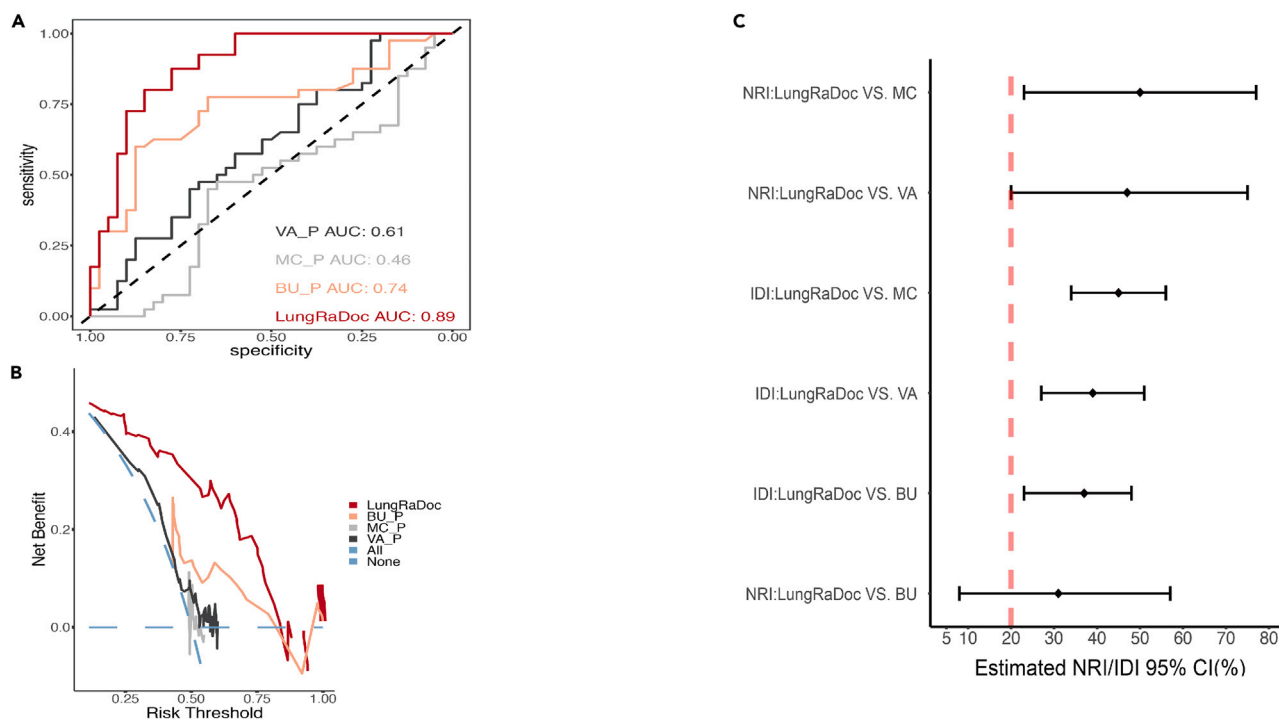 A
1.00
0.75
0.50
0.25
0.00
sensitivity
VA_P AUC: 0.61
MC_P AUC: 0.46
BU_P AUC: 0.74
LungRaDoc AUC: 0.89
1.00 0.75 0.50 0.25 0.00
specificity
B
0.4
0.2
0.0
Net Benefit
LungRaDoc
BU_P
MC_P
VA_P
All
None
0.25 0.50 0.75 1.00
Risk Threshold
C
NRI:LungRaDoc VS. MC
NRI:LungRaDoc VS. VA
IDI:LungRaDoc VS. MC
IDI:LungRaDoc VS. VA
IDI:LungRaDoc VS. BU
NRI:LungRaDoc VS. BU
5 10 20 30 40 50 60 70 80
Estimated NRI/IDI 95% CI(%)